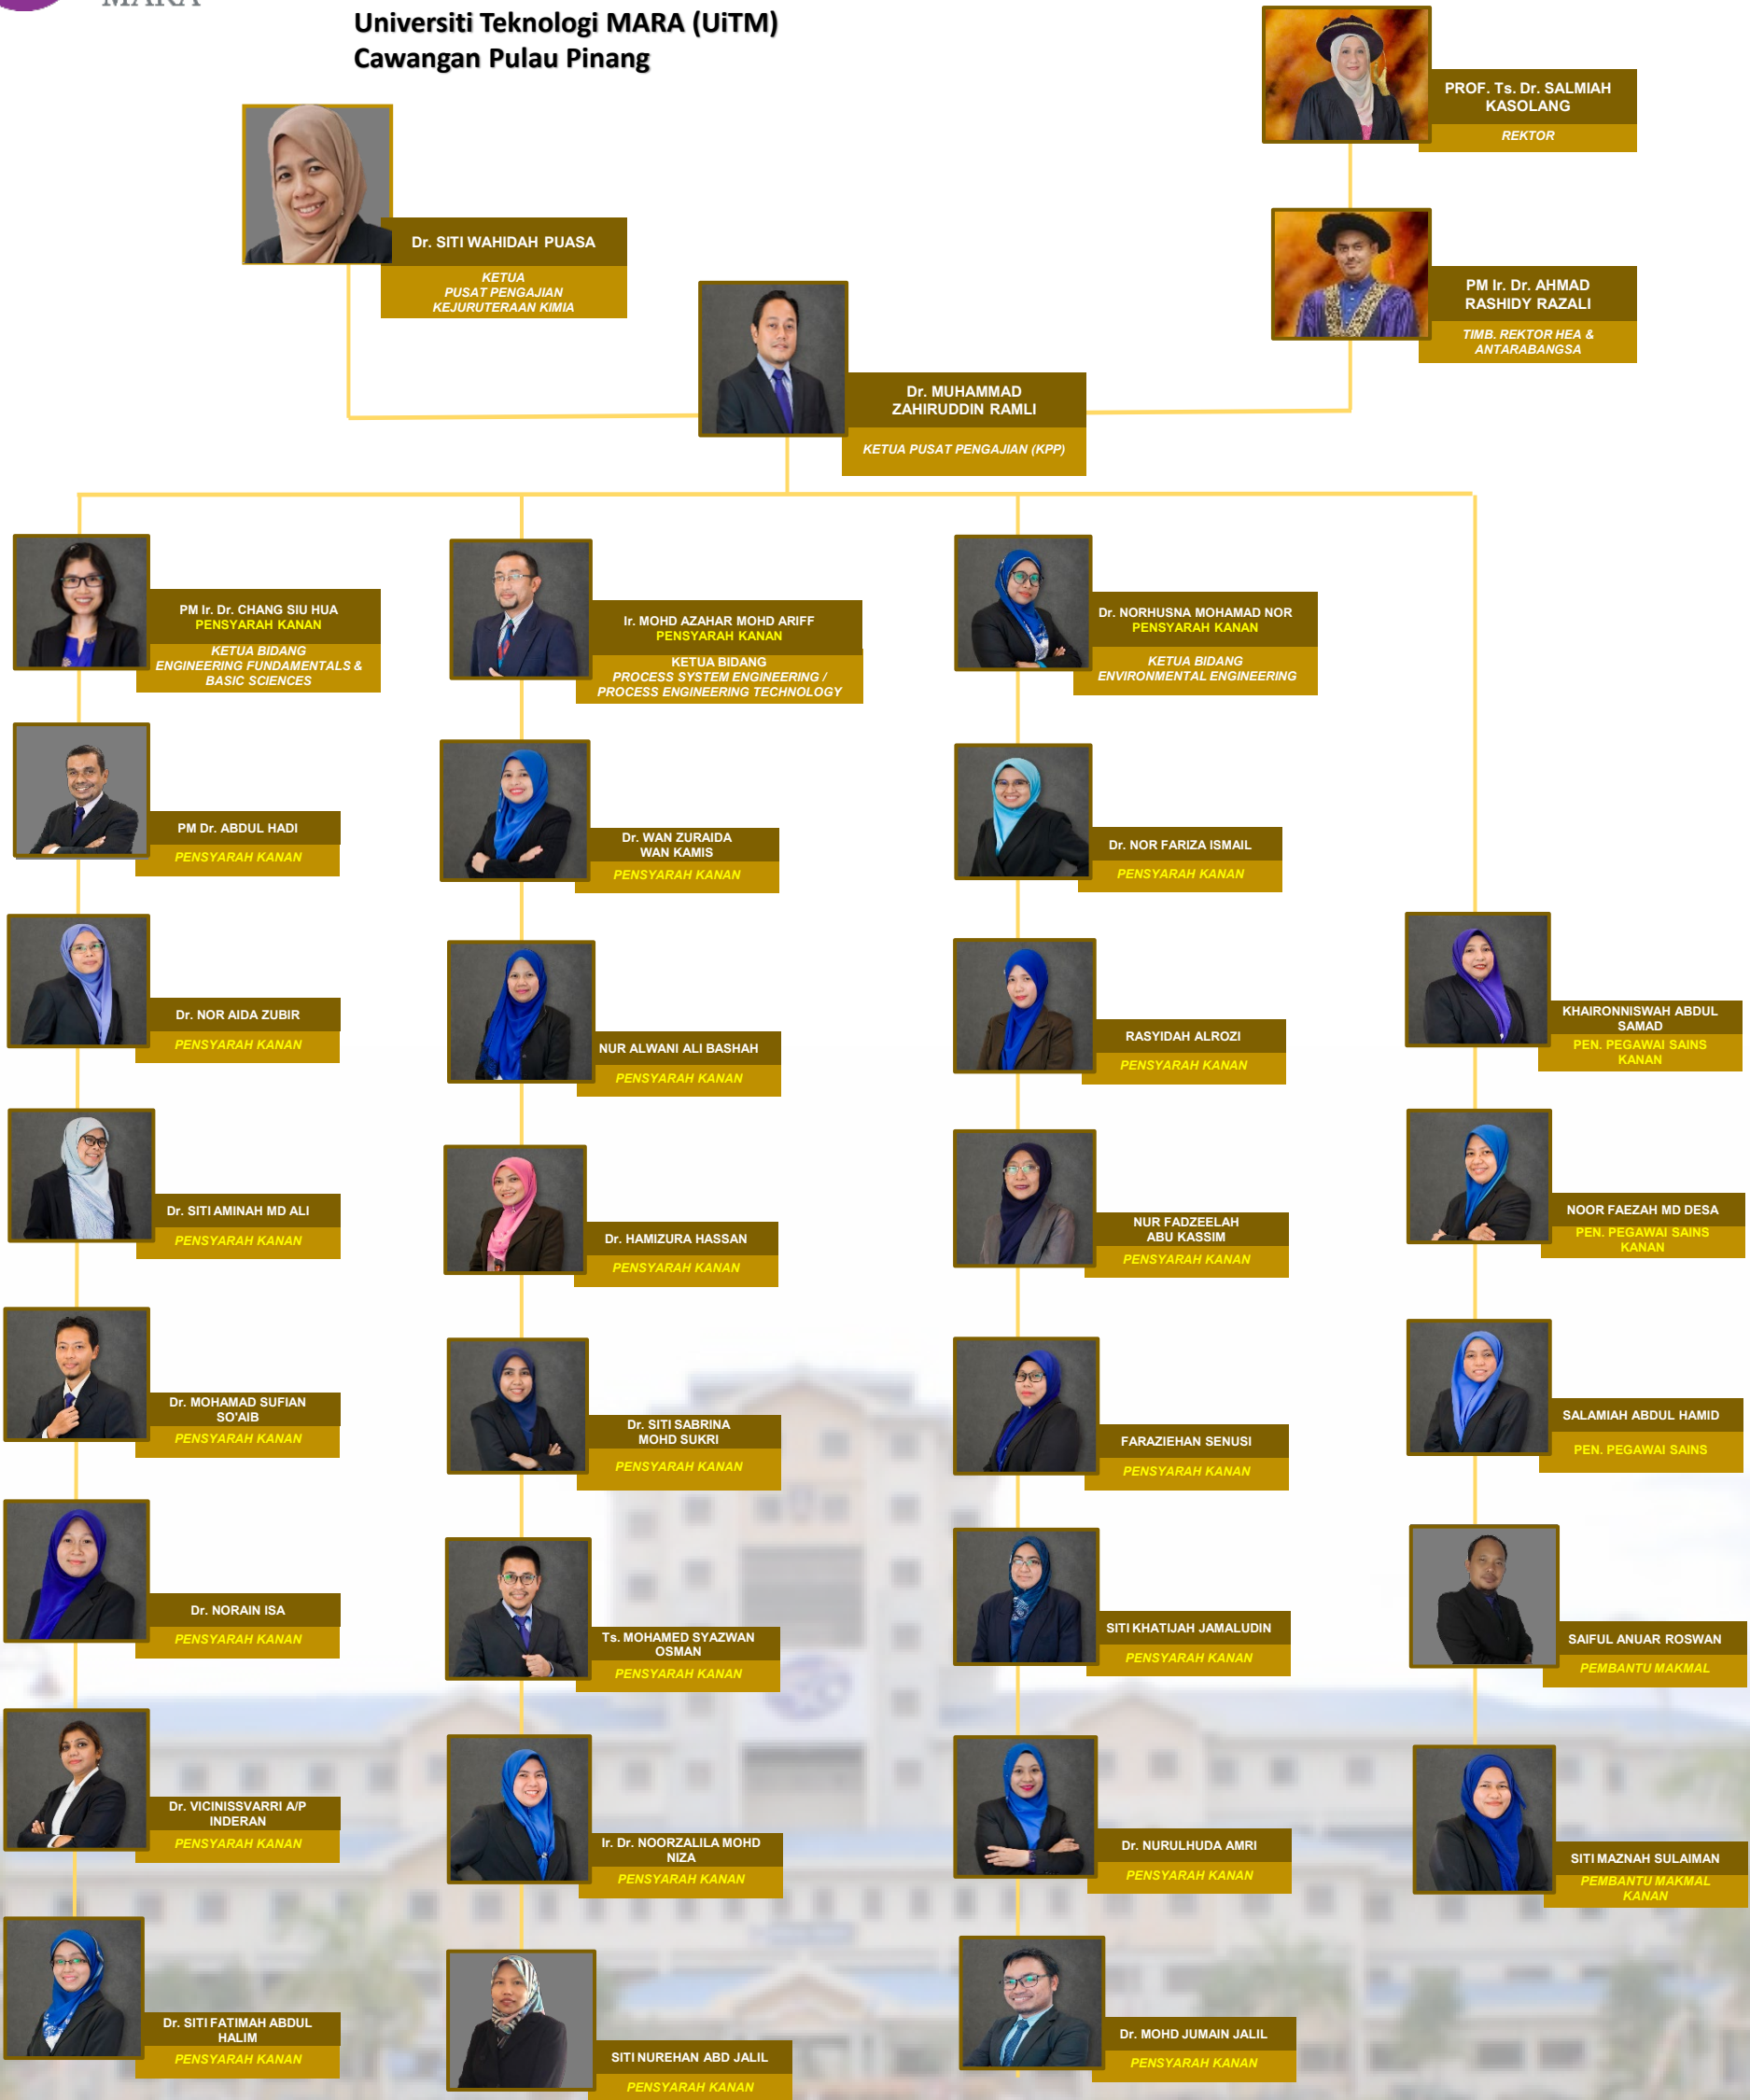 MARA
Universiti Teknologi MARA (UiTM)
Cawangan Pulau Pinang
PROF. Ts. Dr. SALMIAH
KASOLANG
REKTOR
Dr. SITI WAHIDAH PUASA
KETUA
PUSAT PENGAJIAN
KEJURUTERAAN KIMIA
PM Ir. Dr. AHMAD
RASHIDY RAZALI
TIMB. REKTOR HEA &
ANTARABANGSA
Dr. MUHAMMAD
ZAHIRUDDIN RAMLI
KETUA PUSAT PENGAJIAN (KPP)
PM Ir. Dr. CHANG SIU HUA
PENSYARAH KANAN
KETUA BIDANG
ENGINEERING FUNDAMENTALS &
BASIC SCIENCES
PM Dr. ABDUL HADI
PENSYARAH KANAN
Dr. NOR AIDA ZUBIR
PENSYARAH KANAN
Dr. SITI AMINAH MD ALI
PENSYARAH KANAN
Dr. MOHAMAD SUFIAN
SO'AIB
PENSYARAH KANAN
Dr. NORAIN ISA
PENSYARAH KANAN
Dr. VICINISSVARRI A/P
INDERAN
PENSYARAH KANAN
Dr. SITI FATIMAH ABDUL
HALIM
PENSYARAH KANAN
Ir. MOHD AZAHAR MOHD ARIFF
PENSYARAH KANAN
KETUA BIDANG
PROCESS SYSTEM ENGINEERING /
PROCESS ENGINEERING TECHNOLOGY
Dr. WAN ZURAIDA
WAN KAMIS
PENSYARAH KANAN
NUR ALWANI ALI BASHAH
PENSYARAH KANAN
Dr. HAMIZURA HASSAN
PENSYARAH KANAN
Dr. SITI SABRINA
MOHD SUKRI
PENSYARAH KANAN
Ts. MOHAMED SYAZWAN
OSMAN
PENSYARAH KANAN
Ir. Dr. NOORZALILA MOHD
NIZA
PENSYARAH KANAN
SITI NUREHAN ABD JALIL
PENSYARAH KANAN
Dr. NORHUSNA MOHAMAD NOR
PENSYARAH KANAN
KETUA BIDANG
ENVIRONMENTAL ENGINEERING
Dr. NOR FARIZA ISMAIL
PENSYARAH KANAN
RASYIDAH ALROZI
PENSYARAH KANAN
NUR FADZEELAH
ABU KASSIM
PENSYARAH KANAN
FARAZIEHAN SENUSI
PENSYARAH KANAN
SITI KHATIJAH JAMALUDIN
PENSYARAH KANAN
Dr. NURULHUDA AMRI
PENSYARAH KANAN
Dr. MOHD JUMAIN JALIL
PENSYARAH KANAN
KHAIRONNISWAH ABDUL
SAMAD
PEN. PEGAWAI SAINS
KANAN
NOOR FAEZAH MD DESA
PEN. PEGAWAI SAINS
KANAN
SALAMIAH ABDUL HAMID
PEN. PEGAWAI SAINS
SAIFUL ANUAR ROSWAN
PEMBANTU MAKMAL
SITI MAZNAH SULAIMAN
PEMBANTU MAKMAL
KANAN